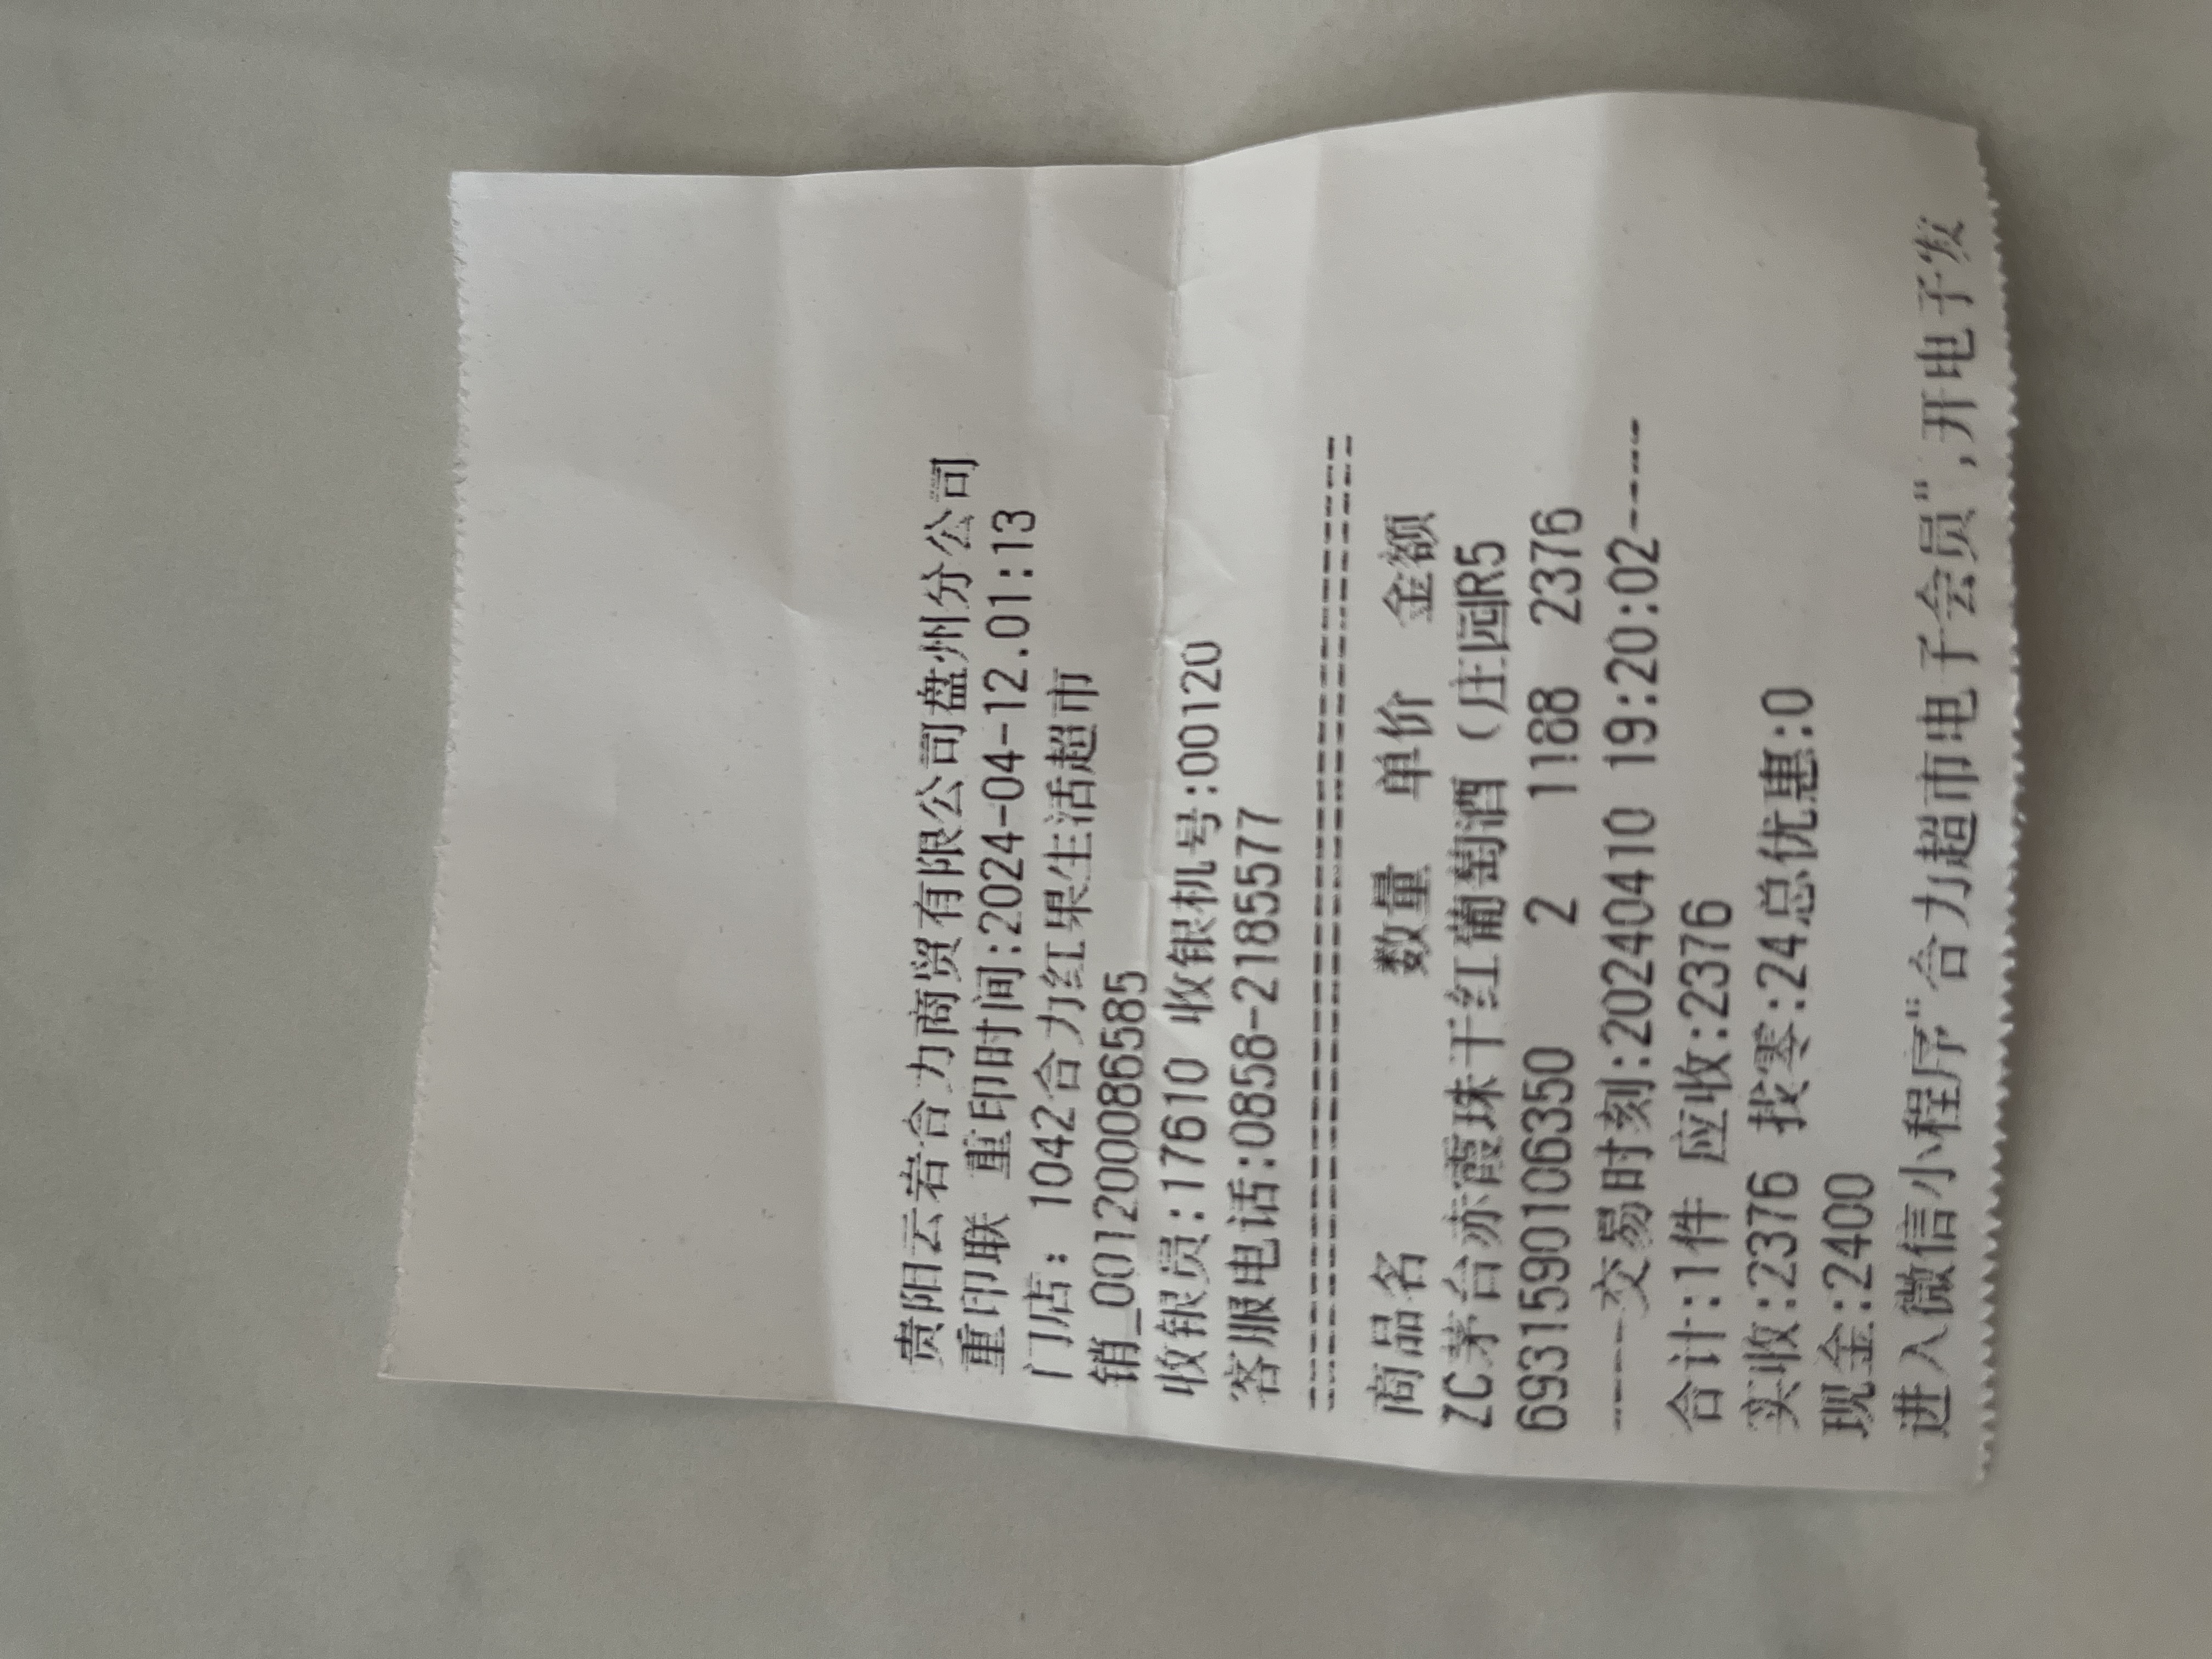 贵阳云岩合力商贸有限公司盘州分公司
重印联 重印时间:2024-04-12.01:13
门店: 1042合力红果生活超市
销_00120000865​85
收银员:17610 收银机号:00120
客服电话:0858-2185577
================================
商品名 数量 单价 金额
ZC茅台赤霞珠干红葡萄酒(庄园R5
6931590106350 2 1188 2376
----交易时刻:20240410 19:20:02----
合计:1件 应收:2376
实收:2376 找零:24总优惠:0
现金:2400
进入微信小程序"合力超市电子会员",开电子发